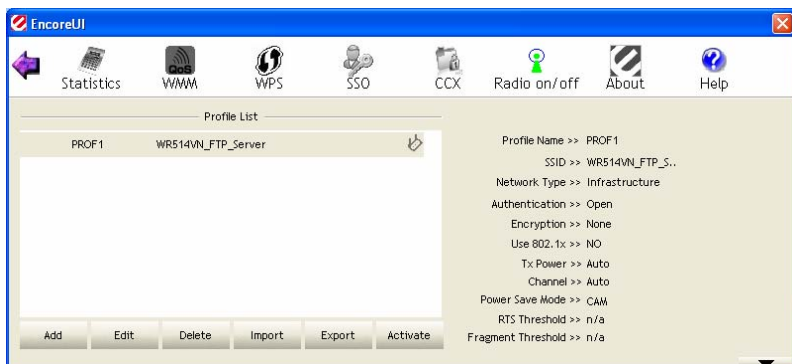 EncoreUI
Statistics
QoS
WMM
WPS
SSO
CCX
Radio on/off
About
Help
Profile List
PROF1 WR514VN_FTP_Server
Add Edit Delete Import Export Activate
Profile Name >> PROF1
SSID >> WR514VN_FTP_S..
Network Type >> Infrastructure
Authentication >> Open
Encryption >> None
Use 802.1x >> NO
Tx Power >> Auto
Channel >> Auto
Power Save Mode >> CAM
RTS Threshold >> n/a
Fragment Threshold >> n/a